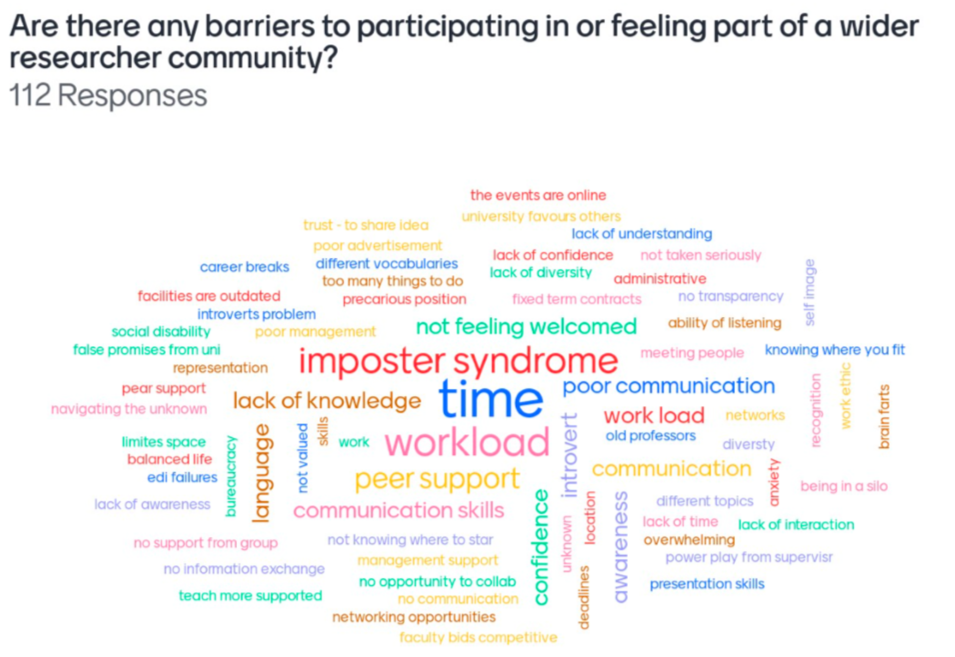 Are there any barriers to participating in or feeling part of a wider
researcher community?
112 Responses
the events are online
university favours others
trust - to share idea
lack of understanding
poor advertisement
lack of confidence
not taken seriously
career breaks
different vocabularies
lack of diversity
self image
too many things to do
administrative
facilities are outdated
precarious position
fixed term contracts
no transparency
introverts problem
social disability
poor management
not feeling welcomed
ability of listening
false promises from uni
imposter syndrome
meeting people
knowing where you fit
representation
pear support
lack of knowledge
time
poor communication
recognition
work ethic
brain farts
navigating the unknown
skills
work load
networks
limites space
bureaucracy
language
not valued
work
workload
introvert
old professors
diversty
balanced life
edi failures
peer support
communication
anxiety
being in a silo
lack of awareness
communication skills
confidence
location
awareness
different topics
unknown
lack of time
lack of interaction
no support from group
not knowing where to star
overwhelming
management support
power play from supervisr
no information exchange
no opportunity to collab
deadlines
presentation skills
teach more supported
no communication
networking opportunities
faculty bids competitive